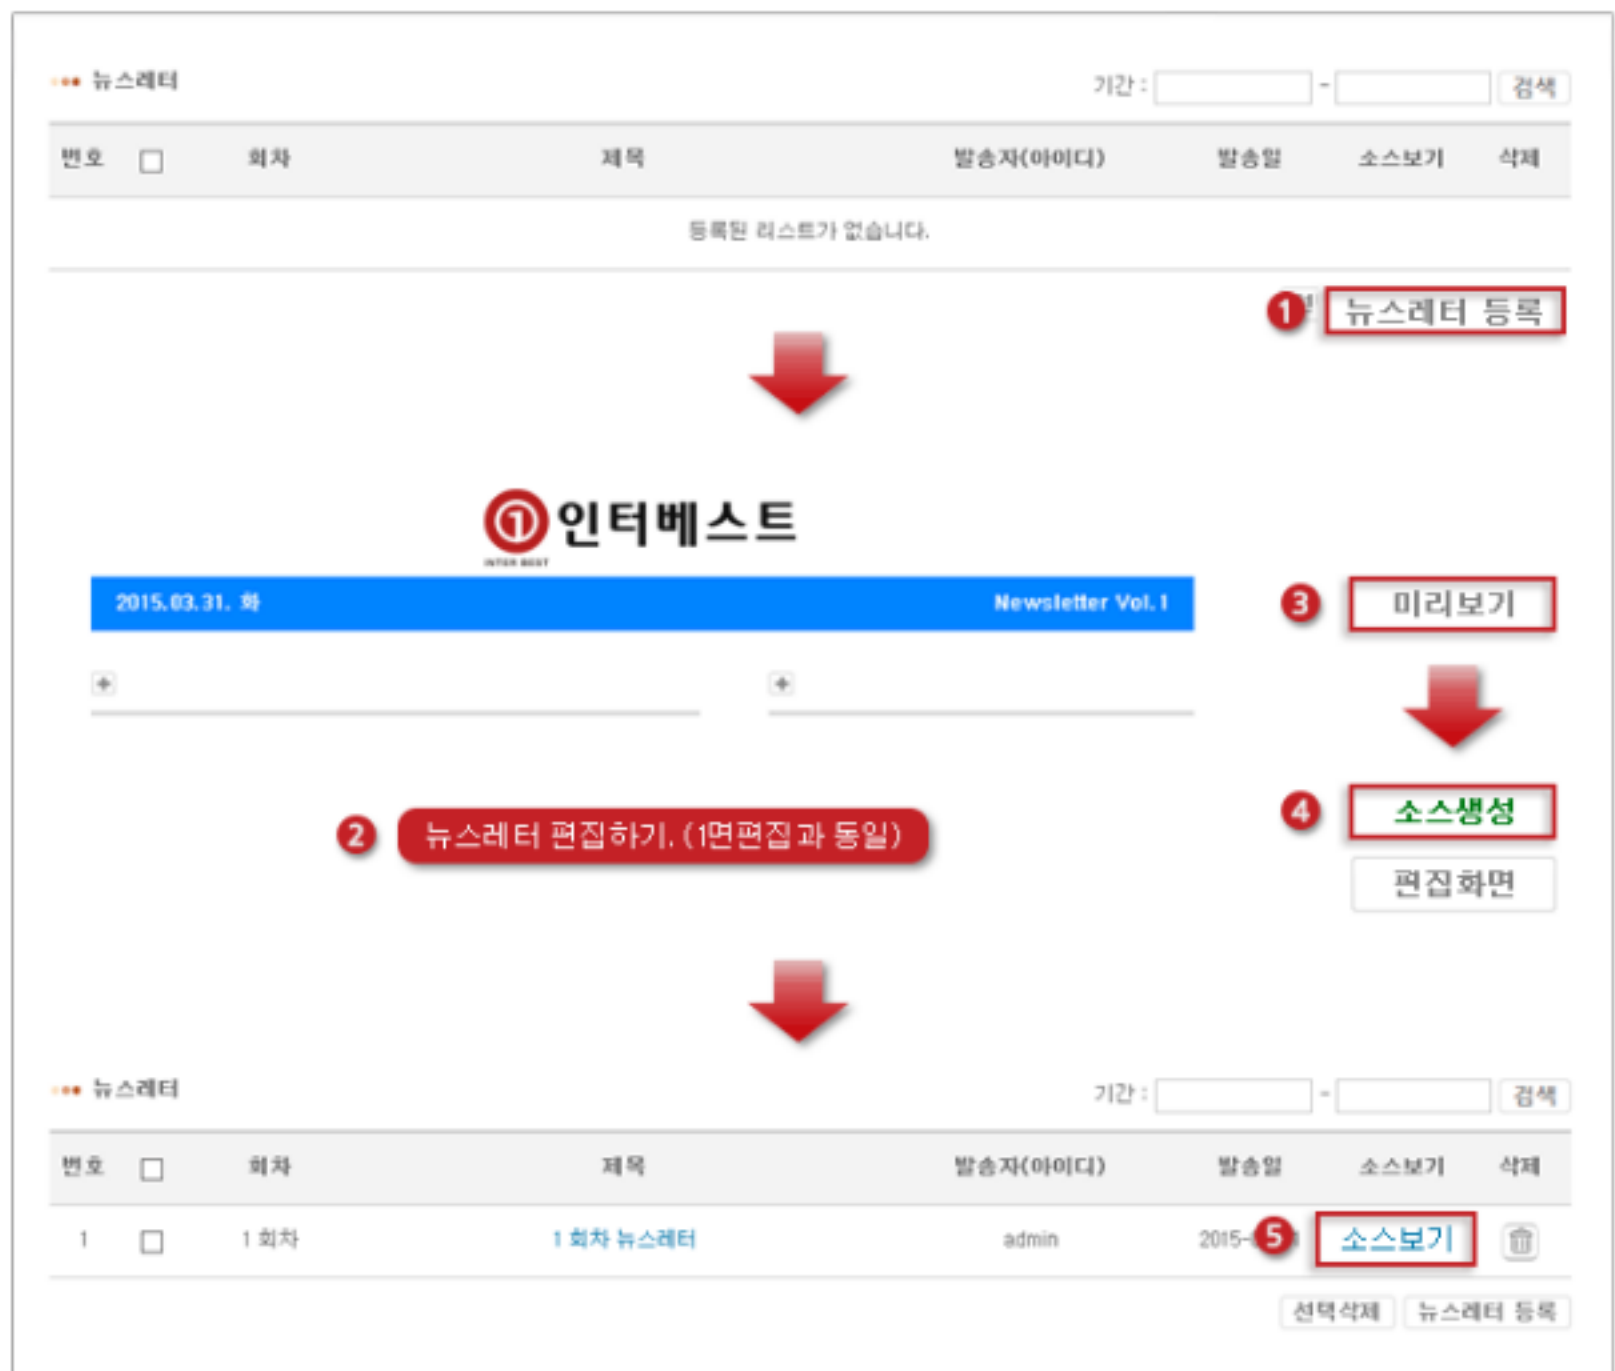 뉴스레터
기간 : - 검색
번호 회차 제목 발송자(아이디) 발송일 소스보기 삭제
등록된 리스트가 없습니다.
1 뉴스레터 등록
1 인터베스트
INTER BEST
2015.03.31. 화 Newsletter Vol.1
3 미리보기
4 소스생성
2 뉴스레터 편집하기. (1면편집과 동일)
편집화면
뉴스레터
기간 : - 검색
번호 회차 제목 발송자(아이디) 발송일 소스보기 삭제
1 1 회차 1 회차 뉴스레터 admin 2015- 5 소스보기
선택삭제 뉴스레터 등록